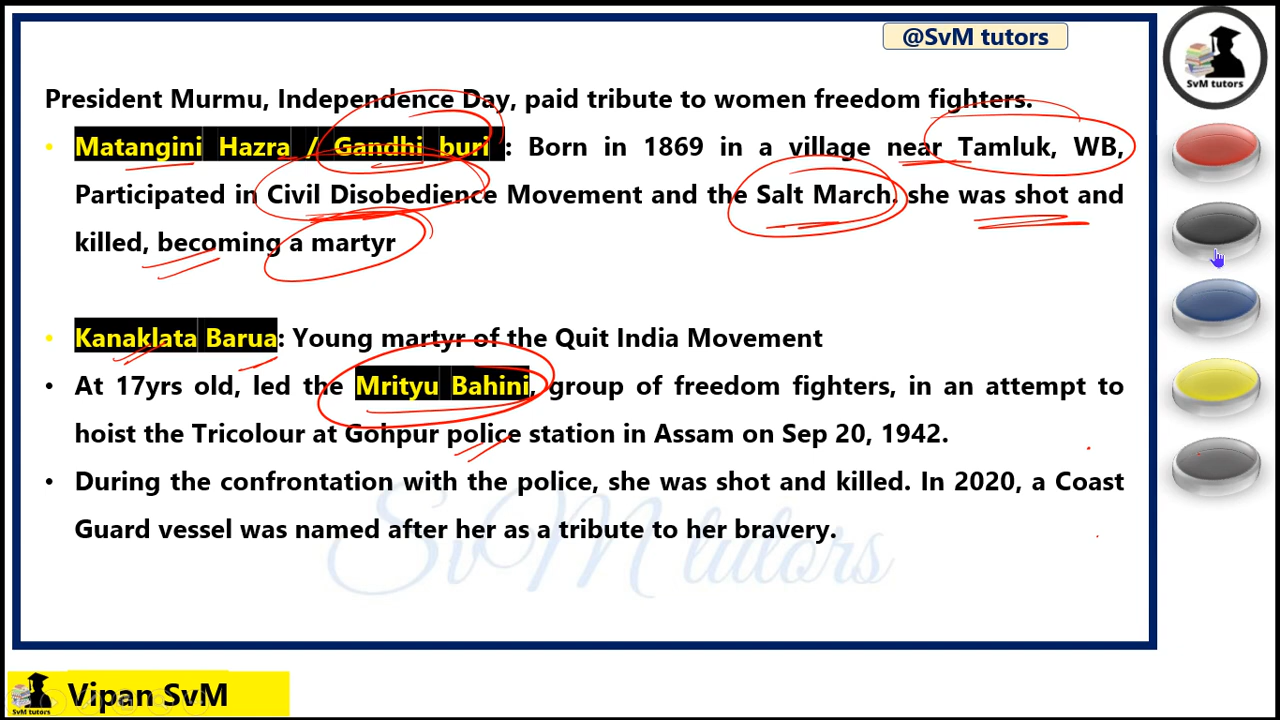 @SvM tutors
SvM tutors
President Murmu, Independence Day, paid tribute to women freedom fighters.
• Matangini Hazra / Gandhi buri : Born in 1869 in a village near Tamluk, WB,
Participated in Civil Disobedience Movement and the Salt March. she was shot and
killed, becoming a martyr
• Kanaklata Barua: Young martyr of the Quit India Movement
• At 17yrs old, led the Mrityu Bahini, group of freedom fighters, in an attempt to
hoist the Tricolour at Gohpur police station in Assam on Sep 20, 1942.
• During the confrontation with the police, she was shot and killed. In 2020, a Coast
Guard vessel was named after her as a tribute to her bravery.
SvM tutors
Vipan SvM
SvM tutors